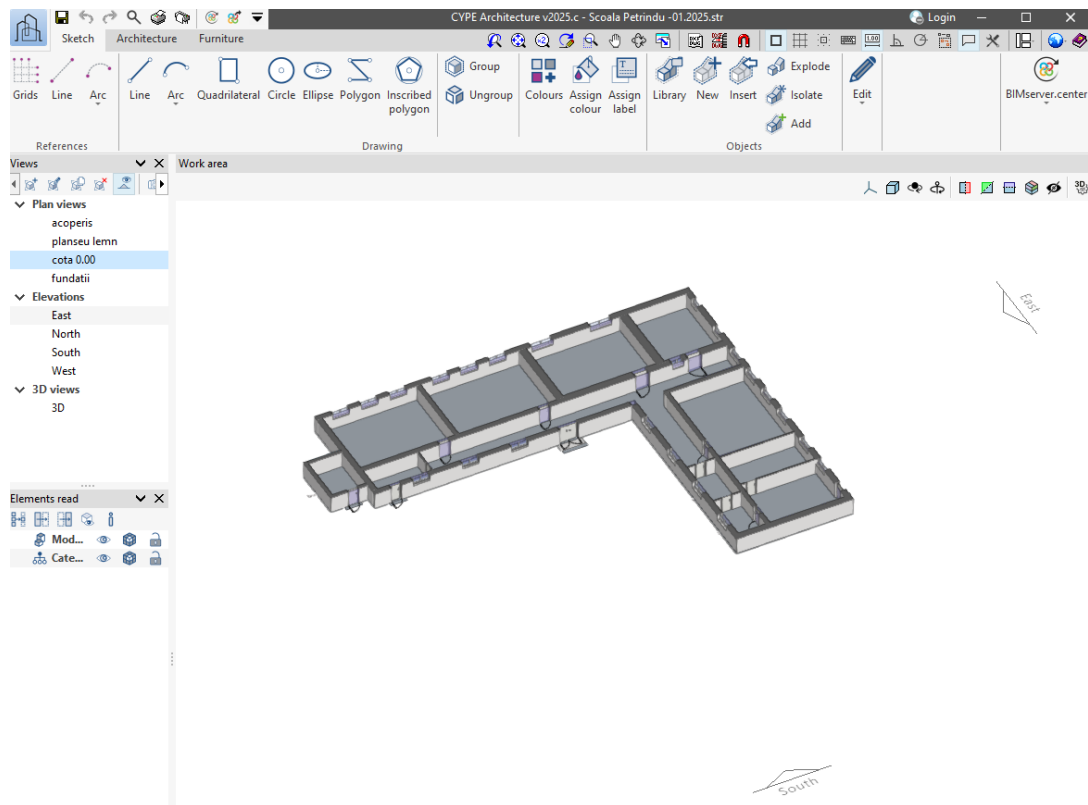 CYPE Architecture v2025.c - Scoala Petrindu -01.2025.str
Login
Sketch Architecture Furniture
Grids Line Arc
References
Line Arc Quadrilateral Circle Ellipse Polygon Inscribed polygon
Group
Ungroup
Drawing
Colours Assign colour Assign label
Library New Insert
Explode
Isolate
Add
Objects
Edit
BIMserver.center
Views
Work area
Plan views
acoperis
planseu lemn
cota 0.00
fundatii
Elevations
East
North
South
West
3D views
3D
Elements read
Mod...
Cate...
East
South